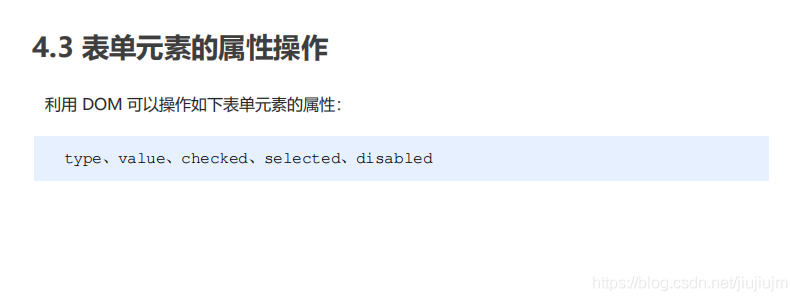 4.3 表单元素的属性操作
利用 DOM 可以操作如下表单元素的属性：
type、value、checked、selected、disabled
https://blog.csdn.net/jiujiujm